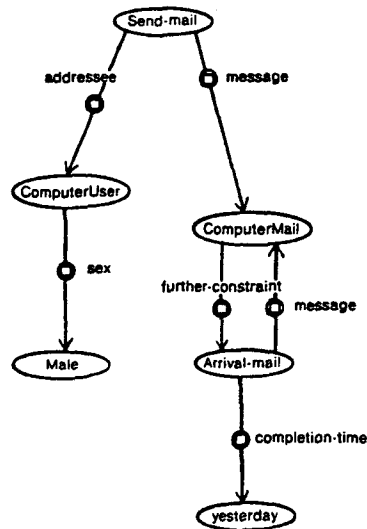 Send-mail
addressee
message
ComputerUser
ComputerMail
sex
further-constraint
message
Male
Arrival-mail
completion-time
yesterday